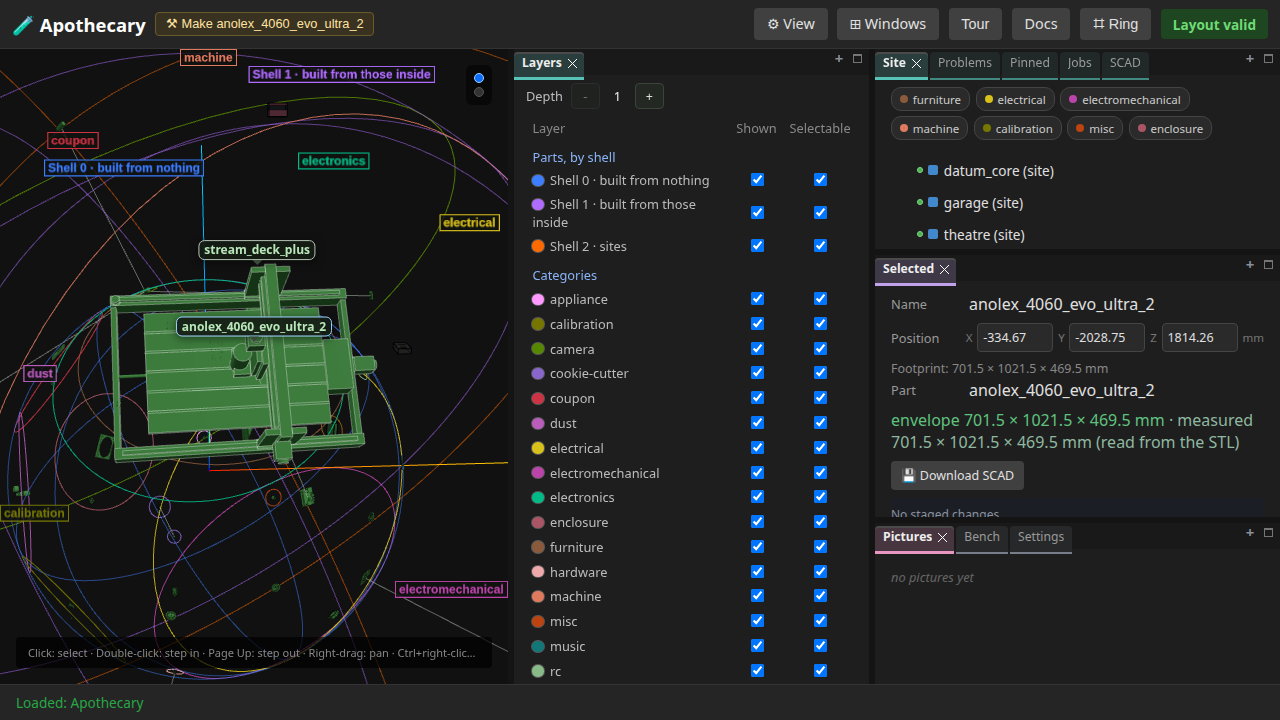 Apothecary
Make anolex_4060_evo_ultra_2
View
Windows
Tour
Docs
Ring
Layout valid
machine
Shell 1 · built from those inside
coupon
Shell 0 · built from nothing
electronics
electrical
stream_deck_plus
anolex_4060_evo_ultra_2
dust
calibration
electromechanical
Click: select · Double-click: step in · Page Up: step out · Right-drag: pan · Ctrl+right-clic...
Layers
Depth - 1 +
Layer Shown Selectable
Parts, by shell
Shell 0 · built from nothing
Shell 1 · built from those
inside
Shell 2 · sites
Categories
appliance
calibration
camera
cookie-cutter
coupon
dust
electrical
electromechanical
electronics
enclosure
furniture
hardware
machine
misc
music
rc
Site Problems Pinned Jobs SCAD
furniture electrical electromechanical
machine calibration misc enclosure
datum_core (site)
garage (site)
theatre (site)
Selected
Name anolex_4060_evo_ultra_2
Position X -334.67 Y -2028.75 Z 1814.26 mm
Footprint: 701.5 × 1021.5 × 469.5 mm
Part anolex_4060_evo_ultra_2
envelope 701.5 × 1021.5 × 469.5 mm · measured
701.5 × 1021.5 × 469.5 mm (read from the STL)
Download SCAD
No staged changes
Pictures Bench Settings
no pictures yet
Loaded: Apothecary